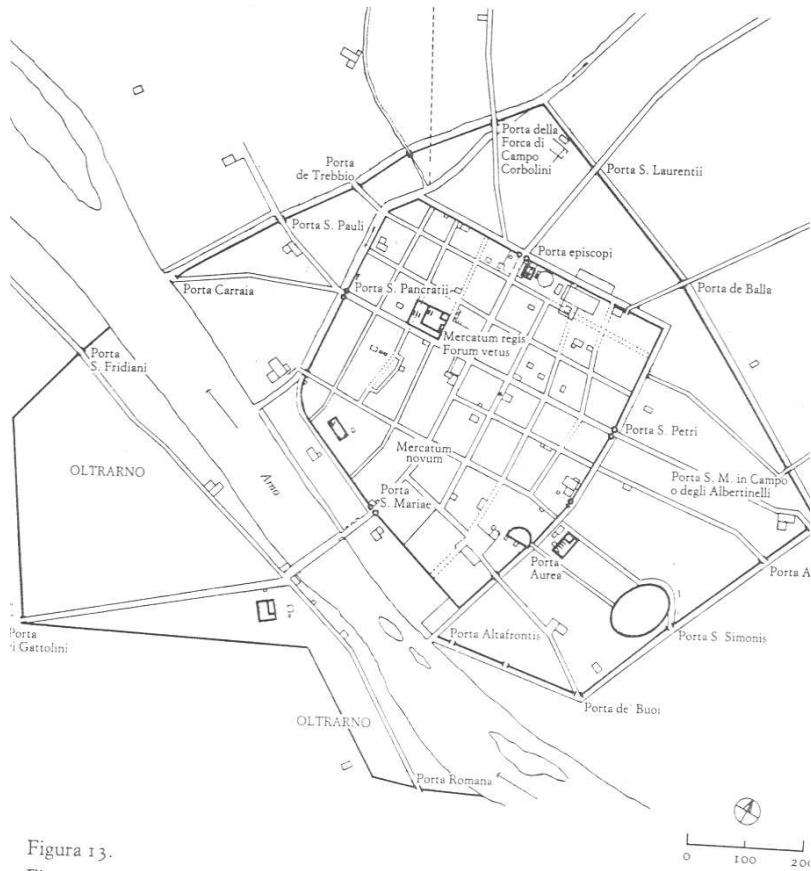 Porta della
Forca di
Campo
Corbolini
Porta
de Trebbio
Porta S. Laurentii
Porta S. Pauli
Porta episcopi
Porta Carraia
Porta S. Pancratii
Porta de Balla
Mercatum regis
Forum vetus
Porta
S. Fridiani
OLTRARNO
Arno
Mercatum
novum
Porta S. Petri
Porta S. M. in Campo
o degli Albertinelli
Porta
S. Mariae
Porta
Aurea
Porta A
Porta
ri Gattolini
Porta Altafrontis
Porta S. Simonis
Porta de' Buoi
OLTRARNO
Porta Romana
Figura 13.
0 100 200